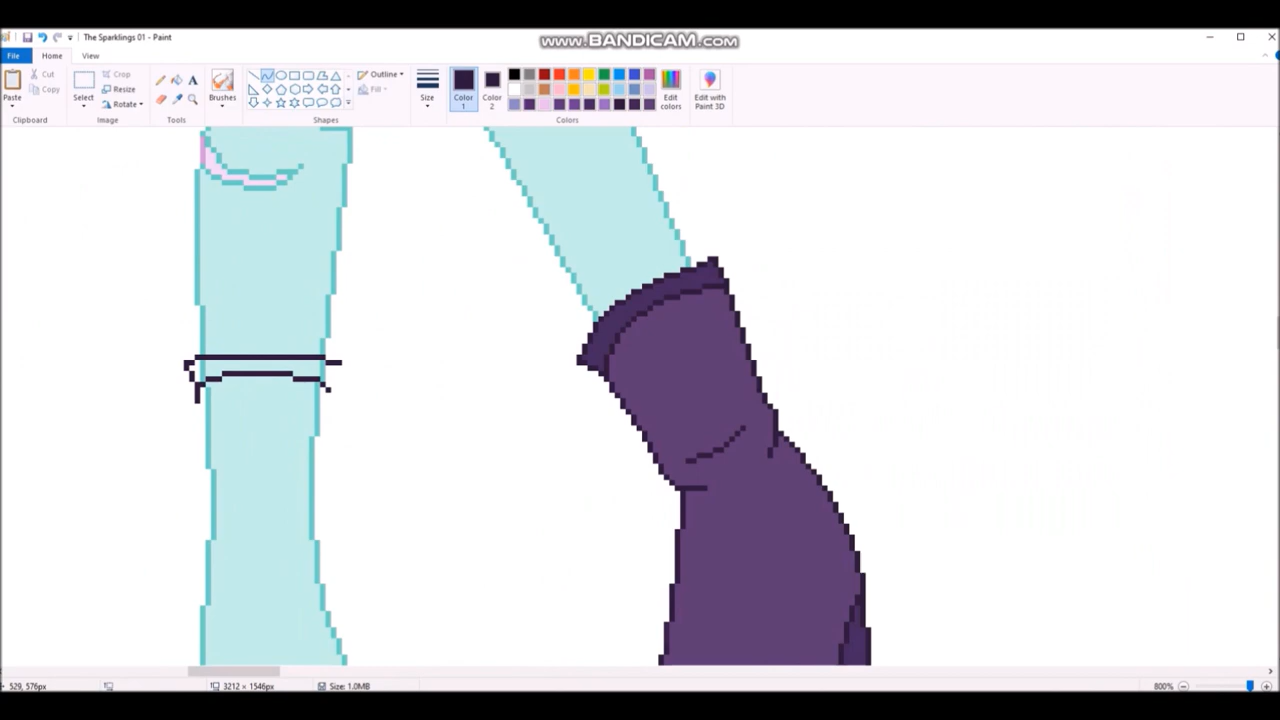 www.BANDICAM.com
The Sparklings 01 - Paint
File Home View
Paste Cut Copy
Clipboard
Select Crop Resize Rotate
Image
A
Tools
Brushes
Outline Fill
Shapes
Size
Color 1
Color 2
Edit colors
Edit with Paint 3D
Colors
529, 576px
3212 × 1546px
Size: 1.0MB
800%